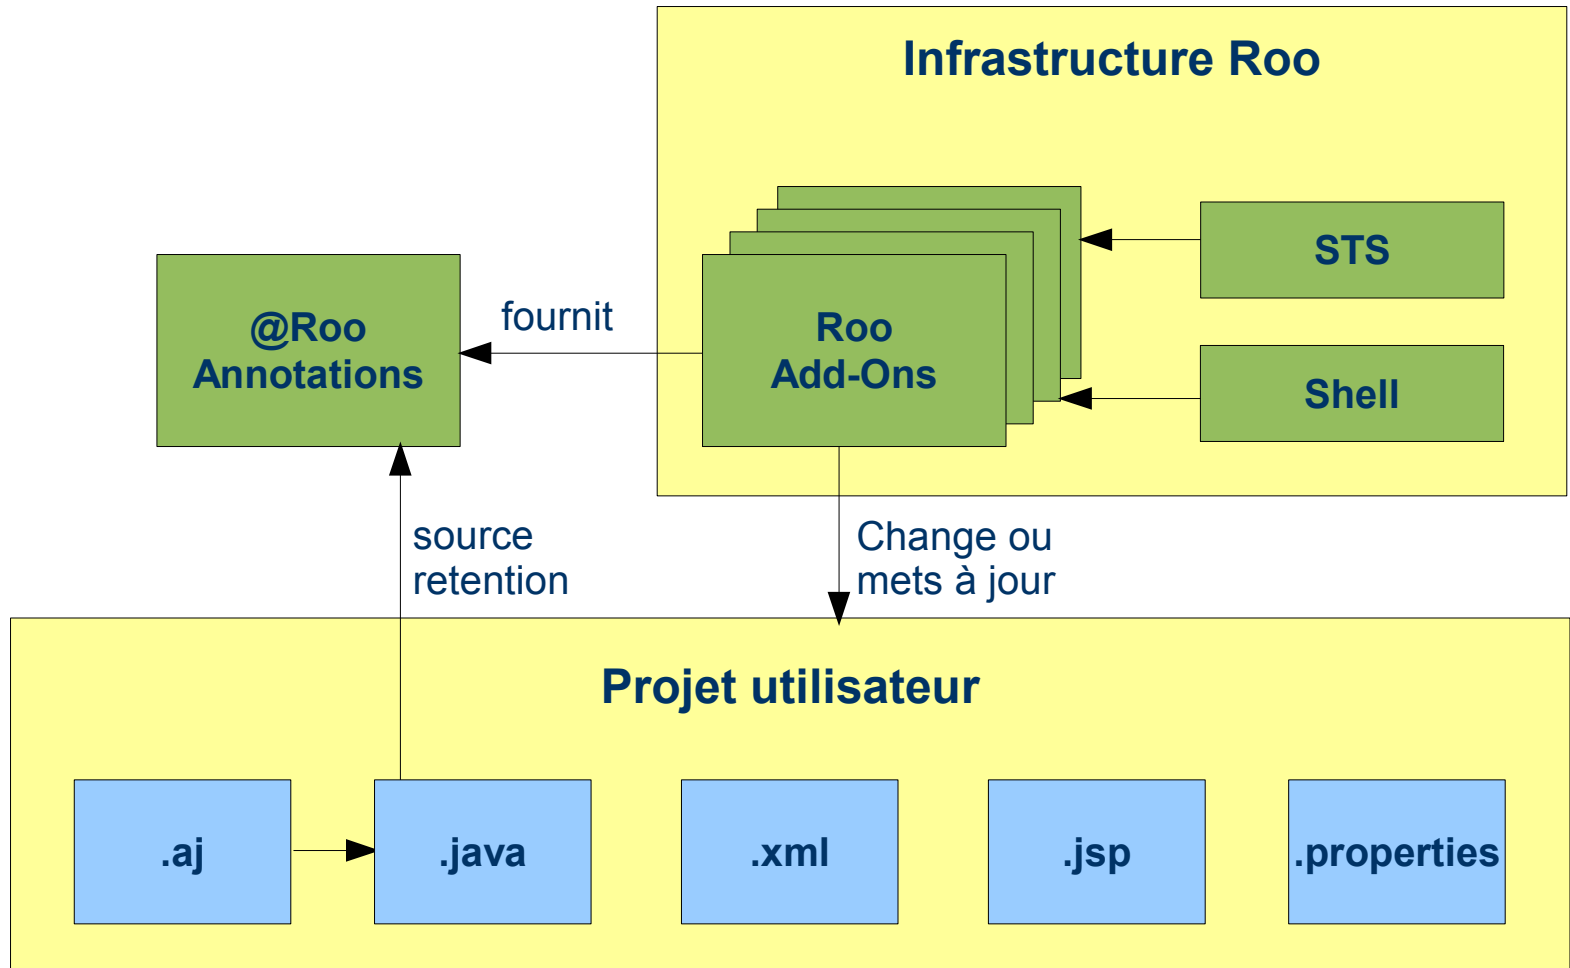 Infrastructure Roo
STS
fournit
@Roo
Annotations
Roo
Add-Ons
Shell
source
retention
Change ou
mets à jour
Projet utilisateur
.aj
.java
.xml
.jsp
.properties